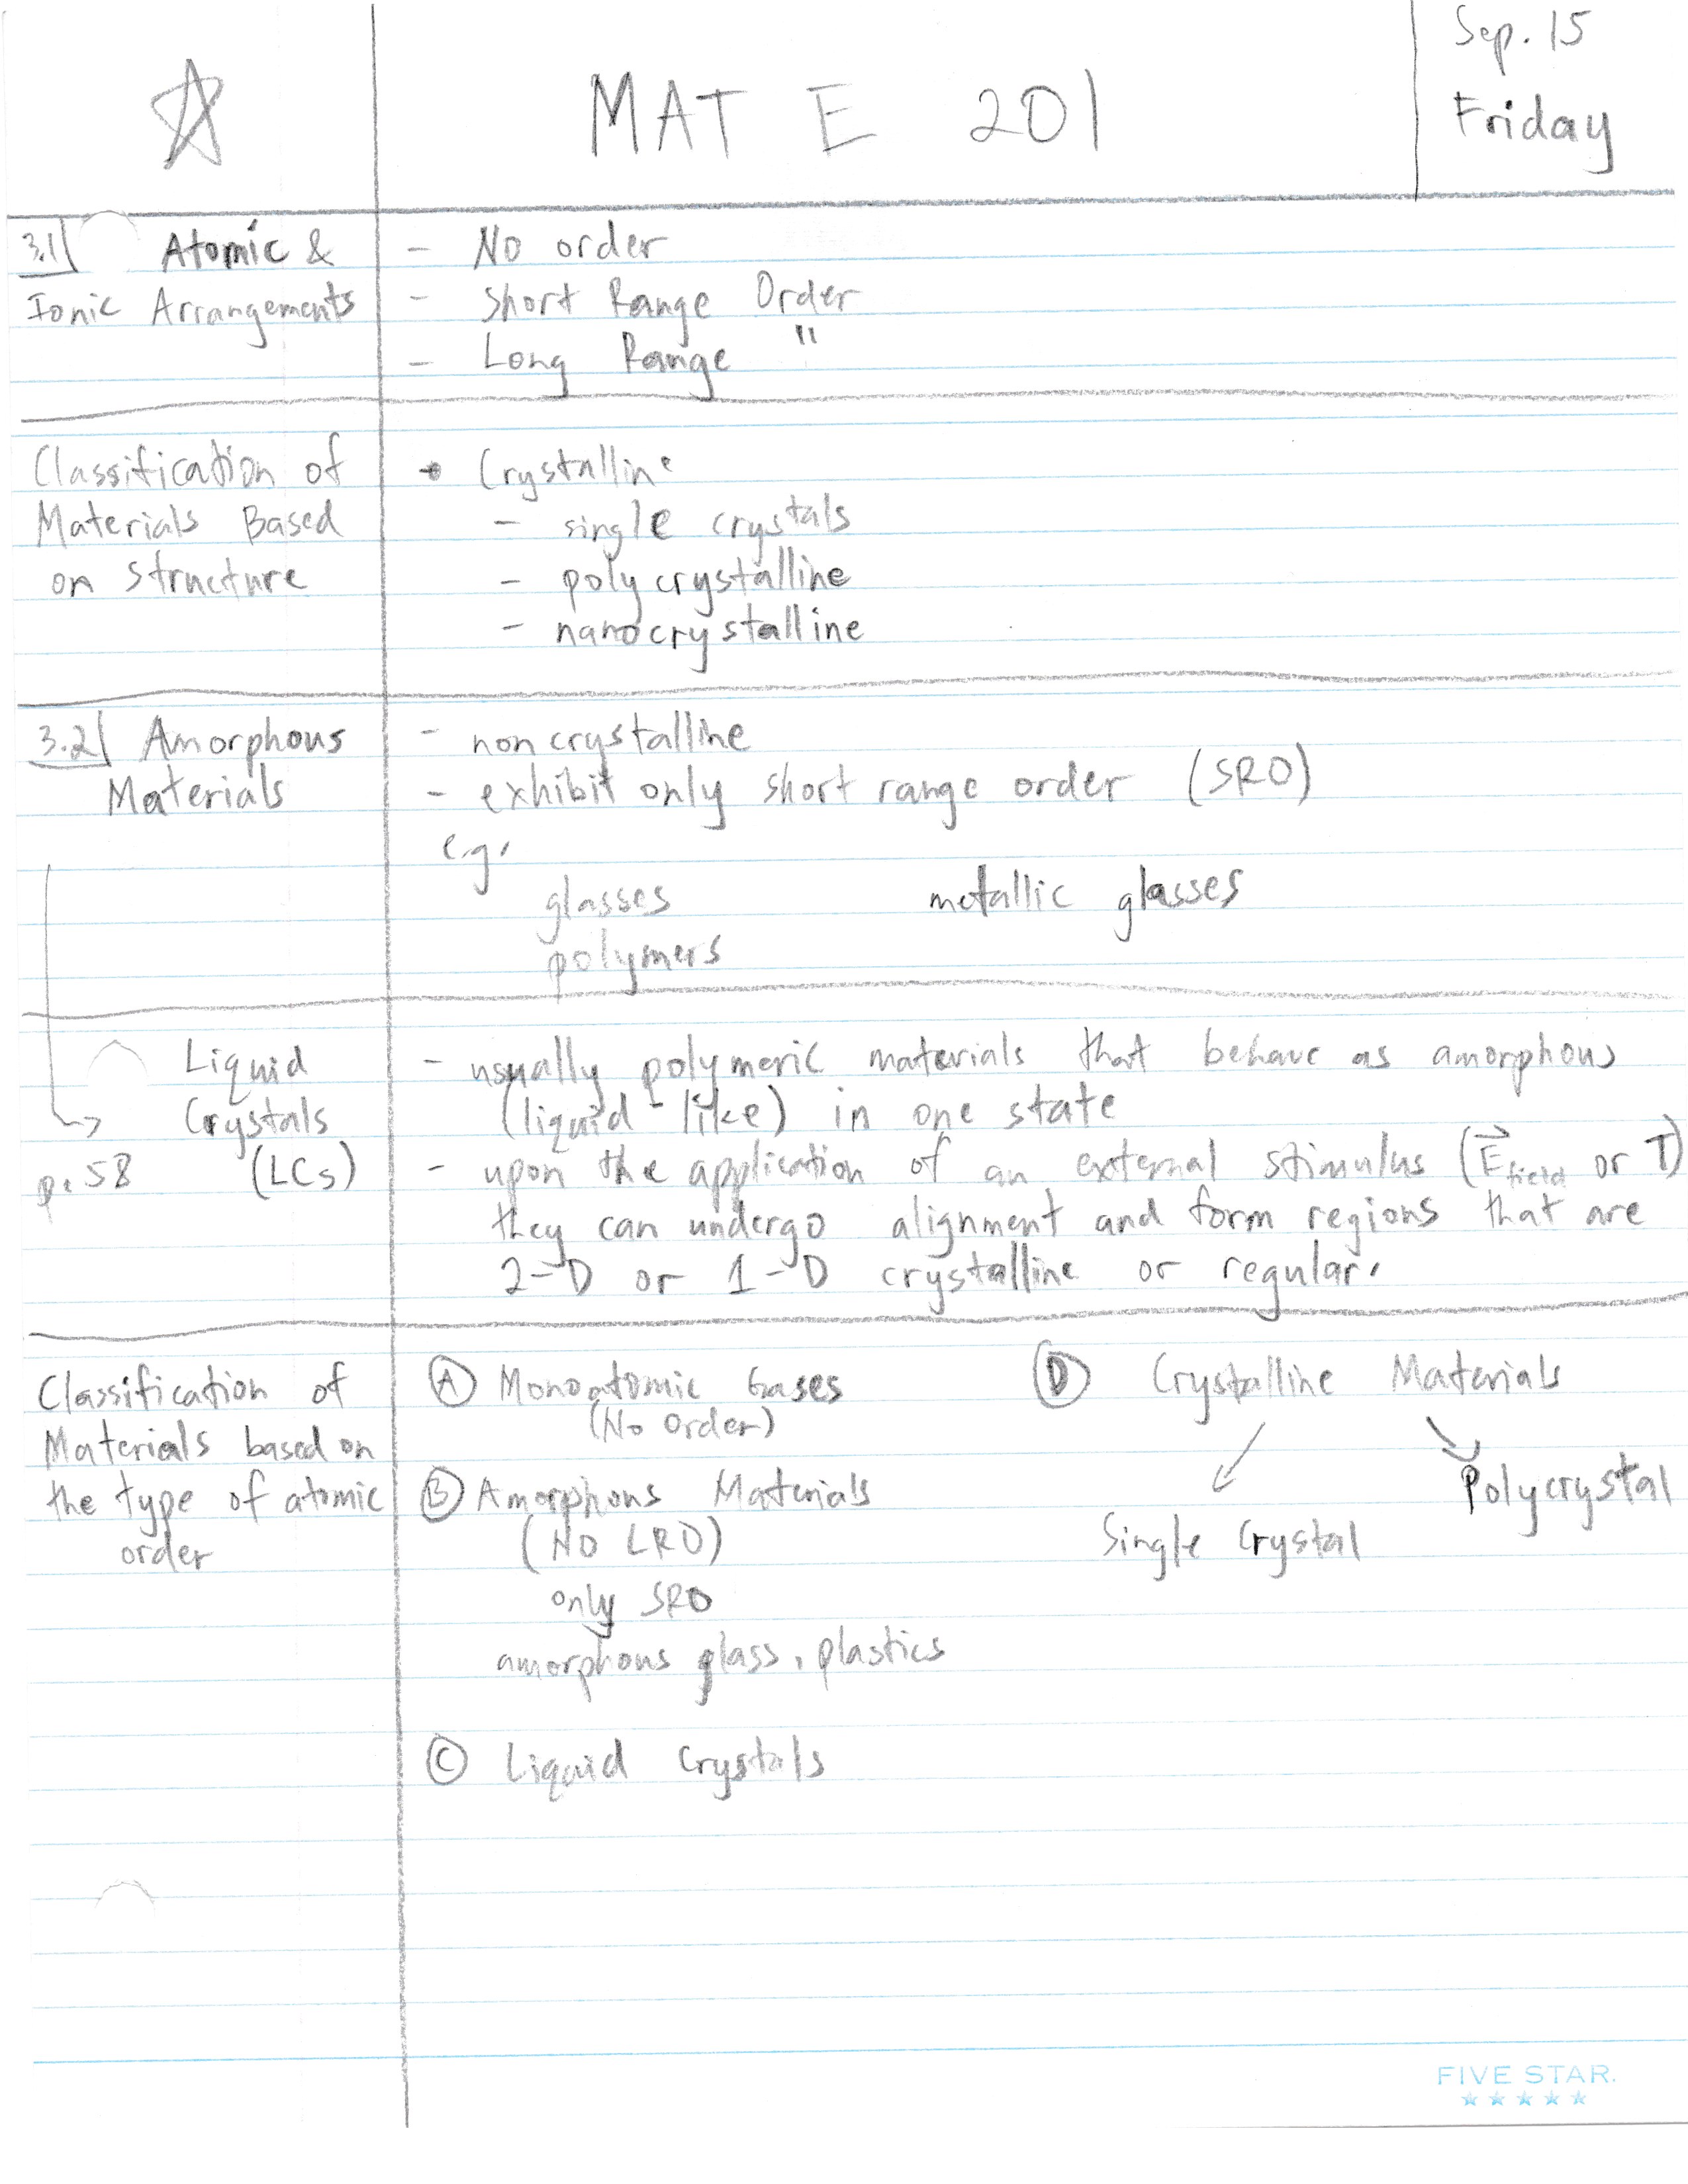 MAT E 201
Sep. 15
Friday
3.1 Atomic &
Ionic Arrangements
- No order
- Short Range Order
- Long Range "
Classification of
Materials Based
on structure
• Crystalline
- single crystals
- polycrystalline
- nanocrystalline
3.2 Amorphous
Materials
- noncrystalline
- exhibit only short range order (SRO)
e.g.
glasses metallic glasses
polymers
Liquid
Crystals
p. 58 (LCs)
- usually polymeric materials that behave as amorphous
(liquid-like) in one state
- upon the application of an external stimulus (E field or T)
they can undergo alignment and form regions that are
2-D or 1-D crystalline or regular.
Classification of
Materials based on
the type of atomic
order
Ⓐ Monoatomic Gases
(No Order)
Ⓑ Amorphous Materials
(NO LRO)
only SRO
amorphous glass, plastics
Ⓒ Liquid Crystals
Ⓓ Crystalline Materials
Single Crystal
Polycrystal
FIVE STAR.